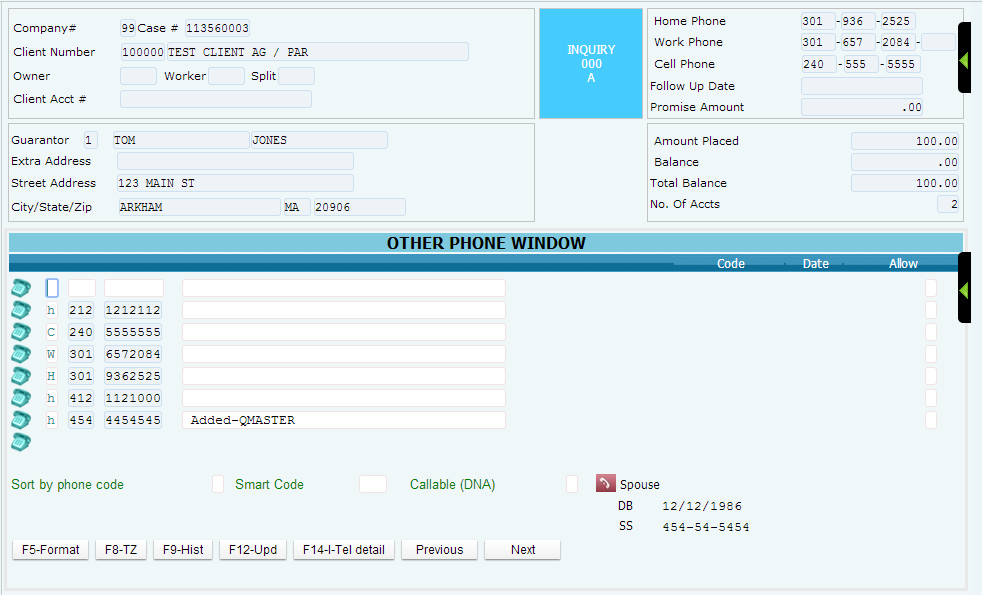 Company# 99 Case # 113560003
Client Number 100000 TEST CLIENT AG / PAR
Owner Worker Split
Client Acct #
INQUIRY
000
A
Home Phone 301 -936 -2525
Work Phone 301 -657 -2084 -
Cell Phone 240 -555 -5555
Follow Up Date
Promise Amount .00
Guarantor 1 TOM JONES
Extra Address
Street Address 123 MAIN ST
City/State/Zip ARKHAM MA 20906
Amount Placed 100.00
Balance .00
Total Balance 100.00
No. Of Accts 2
OTHER PHONE WINDOW
Code Date Allow
h 212 1212112
C 240 5555555
W 301 6572084
H 301 9362525
h 412 1121000
h 454 4454545 Added-QMASTER
Sort by phone code Smart Code Callable (DNA) Spouse
DB 12/12/1986
SS 454-54-5454
F5-Format F8-TZ F9-Hist F12-Upd F14-I-Tel detail Previous Next